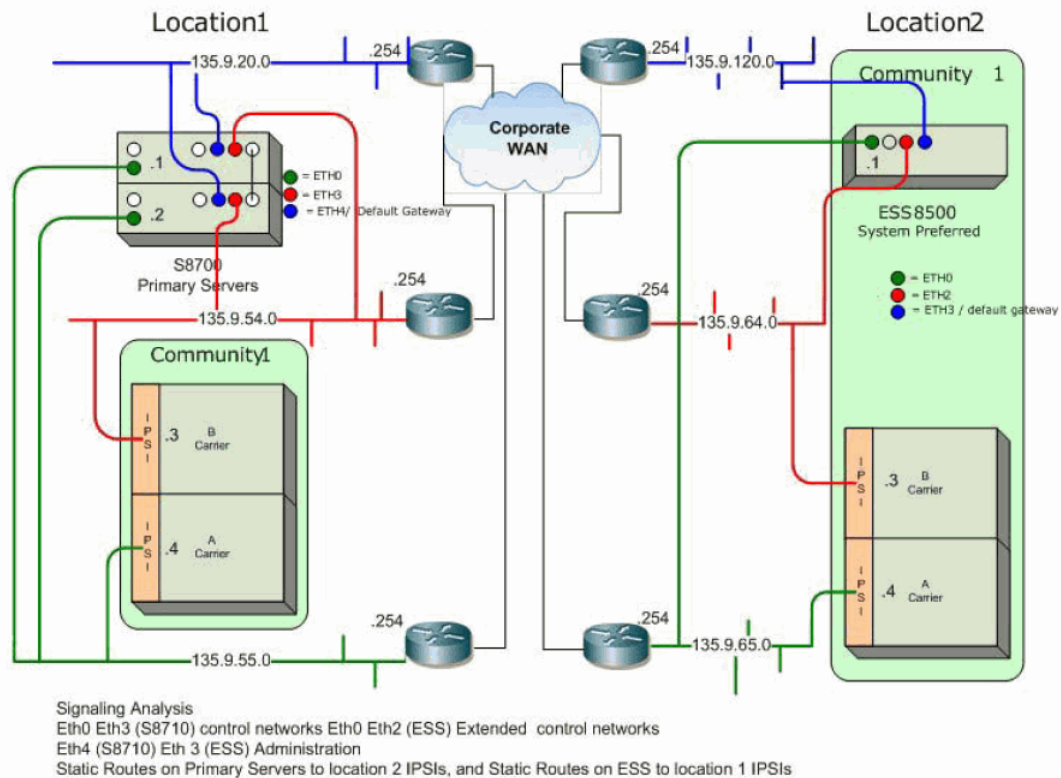 Location1
Location2
135.9.20.0
.254
.254
135.9.120.0
Community 1
Corporate
WAN
.1
.2
= ETH0
= ETH3
= ETH4/ Default Gateway
S8700
Primary Servers
.1
ESS8500
System Preferred
= ETH0
= ETH2
= ETH3 / default gateway
.254
135.9.54.0
.254
135.9.64.0
Community1
I P S I
.3
B
Carrier
I P S I
.4
A
Carrier
I P S I
.3
B
Carrier
I P S I
.4
A
Carrier
.254
135.9.55.0
.254
135.9.65.0
Signaling Analysis
Eth0 Eth3 (S8710) control networks Eth0 Eth2 (ESS) Extended control networks
Eth4 (S8710) Eth 3 (ESS) Administration
Static Routes on Primary Servers to location 2 IPSIs, and Static Routes on ESS to location 1 IPSIs